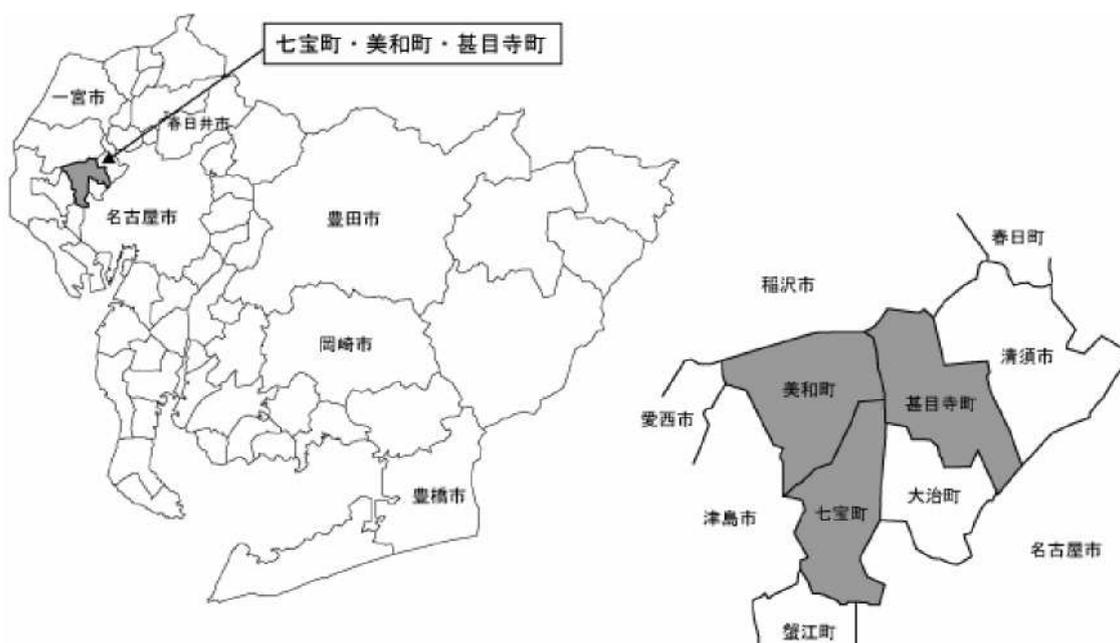 七宝町・美和町・甚目寺町
一宮市
春日井市
名古屋市
豊田市
岡崎市
豊橋市
春日町
稲沢市
清須市
美和町
甚目寺町
愛西市
大治町
七宝町
津島市
名古屋市
蟹江町